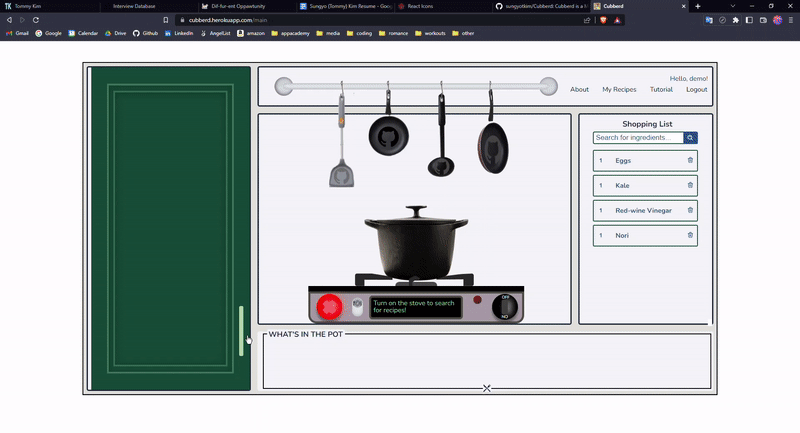 Tommy Kim
Interview Database
Dif-fur-ent Oppawtunity
Sungyo (Tommy) Kim Resume - Goo
React Icons
sungyotkim/Cubberd: Cubberd is a f
Cubberd
cubberd.herokuapp.com/main
Gmail
YouTube
Calendar
Drive
Github
LinkedIn
AngelList
amazon
appacademy
media
coding
romance
workouts
other
Hello, demo!
About
My Recipes
Tutorial
Logout
Shopping List
Search for ingredients...
1 Eggs
1 Kale
1 Red-wine Vinegar
1 Nori
Turn on the stove to search
for recipes!
OFF
NO
WHAT'S IN THE POT